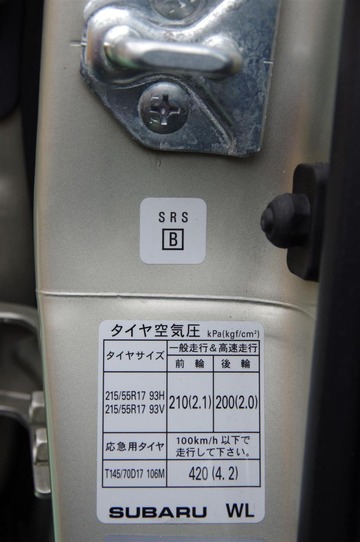 SRS
B
タイヤ空気圧 kPa(kgf/cm²)
タイヤサイズ
一般走行&高速走行
前輪 後輪
215/55R17 93H
215/55R17 93V
210(2.1) 200(2.0)
応急用タイヤ
100km/h以下で
走行して下さい。
T145/70D17 106M
420(4.2)
SUBARU WL